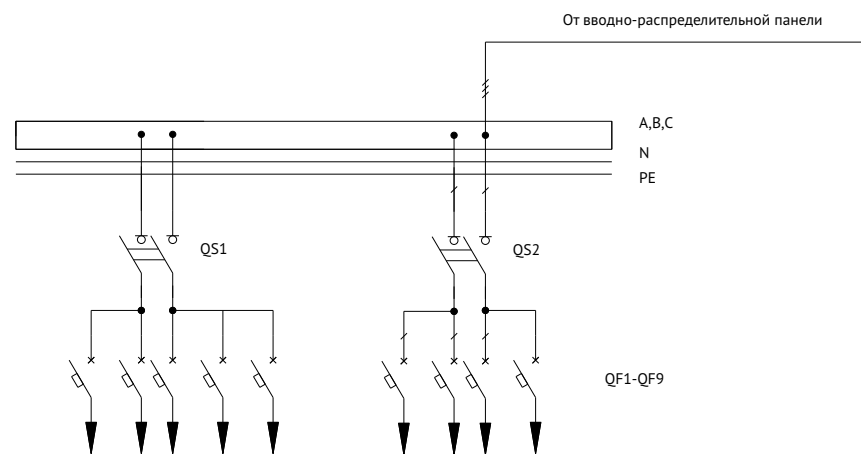 От вводно-распределительной панели
A,B,C
N
PE
QS1
QS2
QF1-QF9